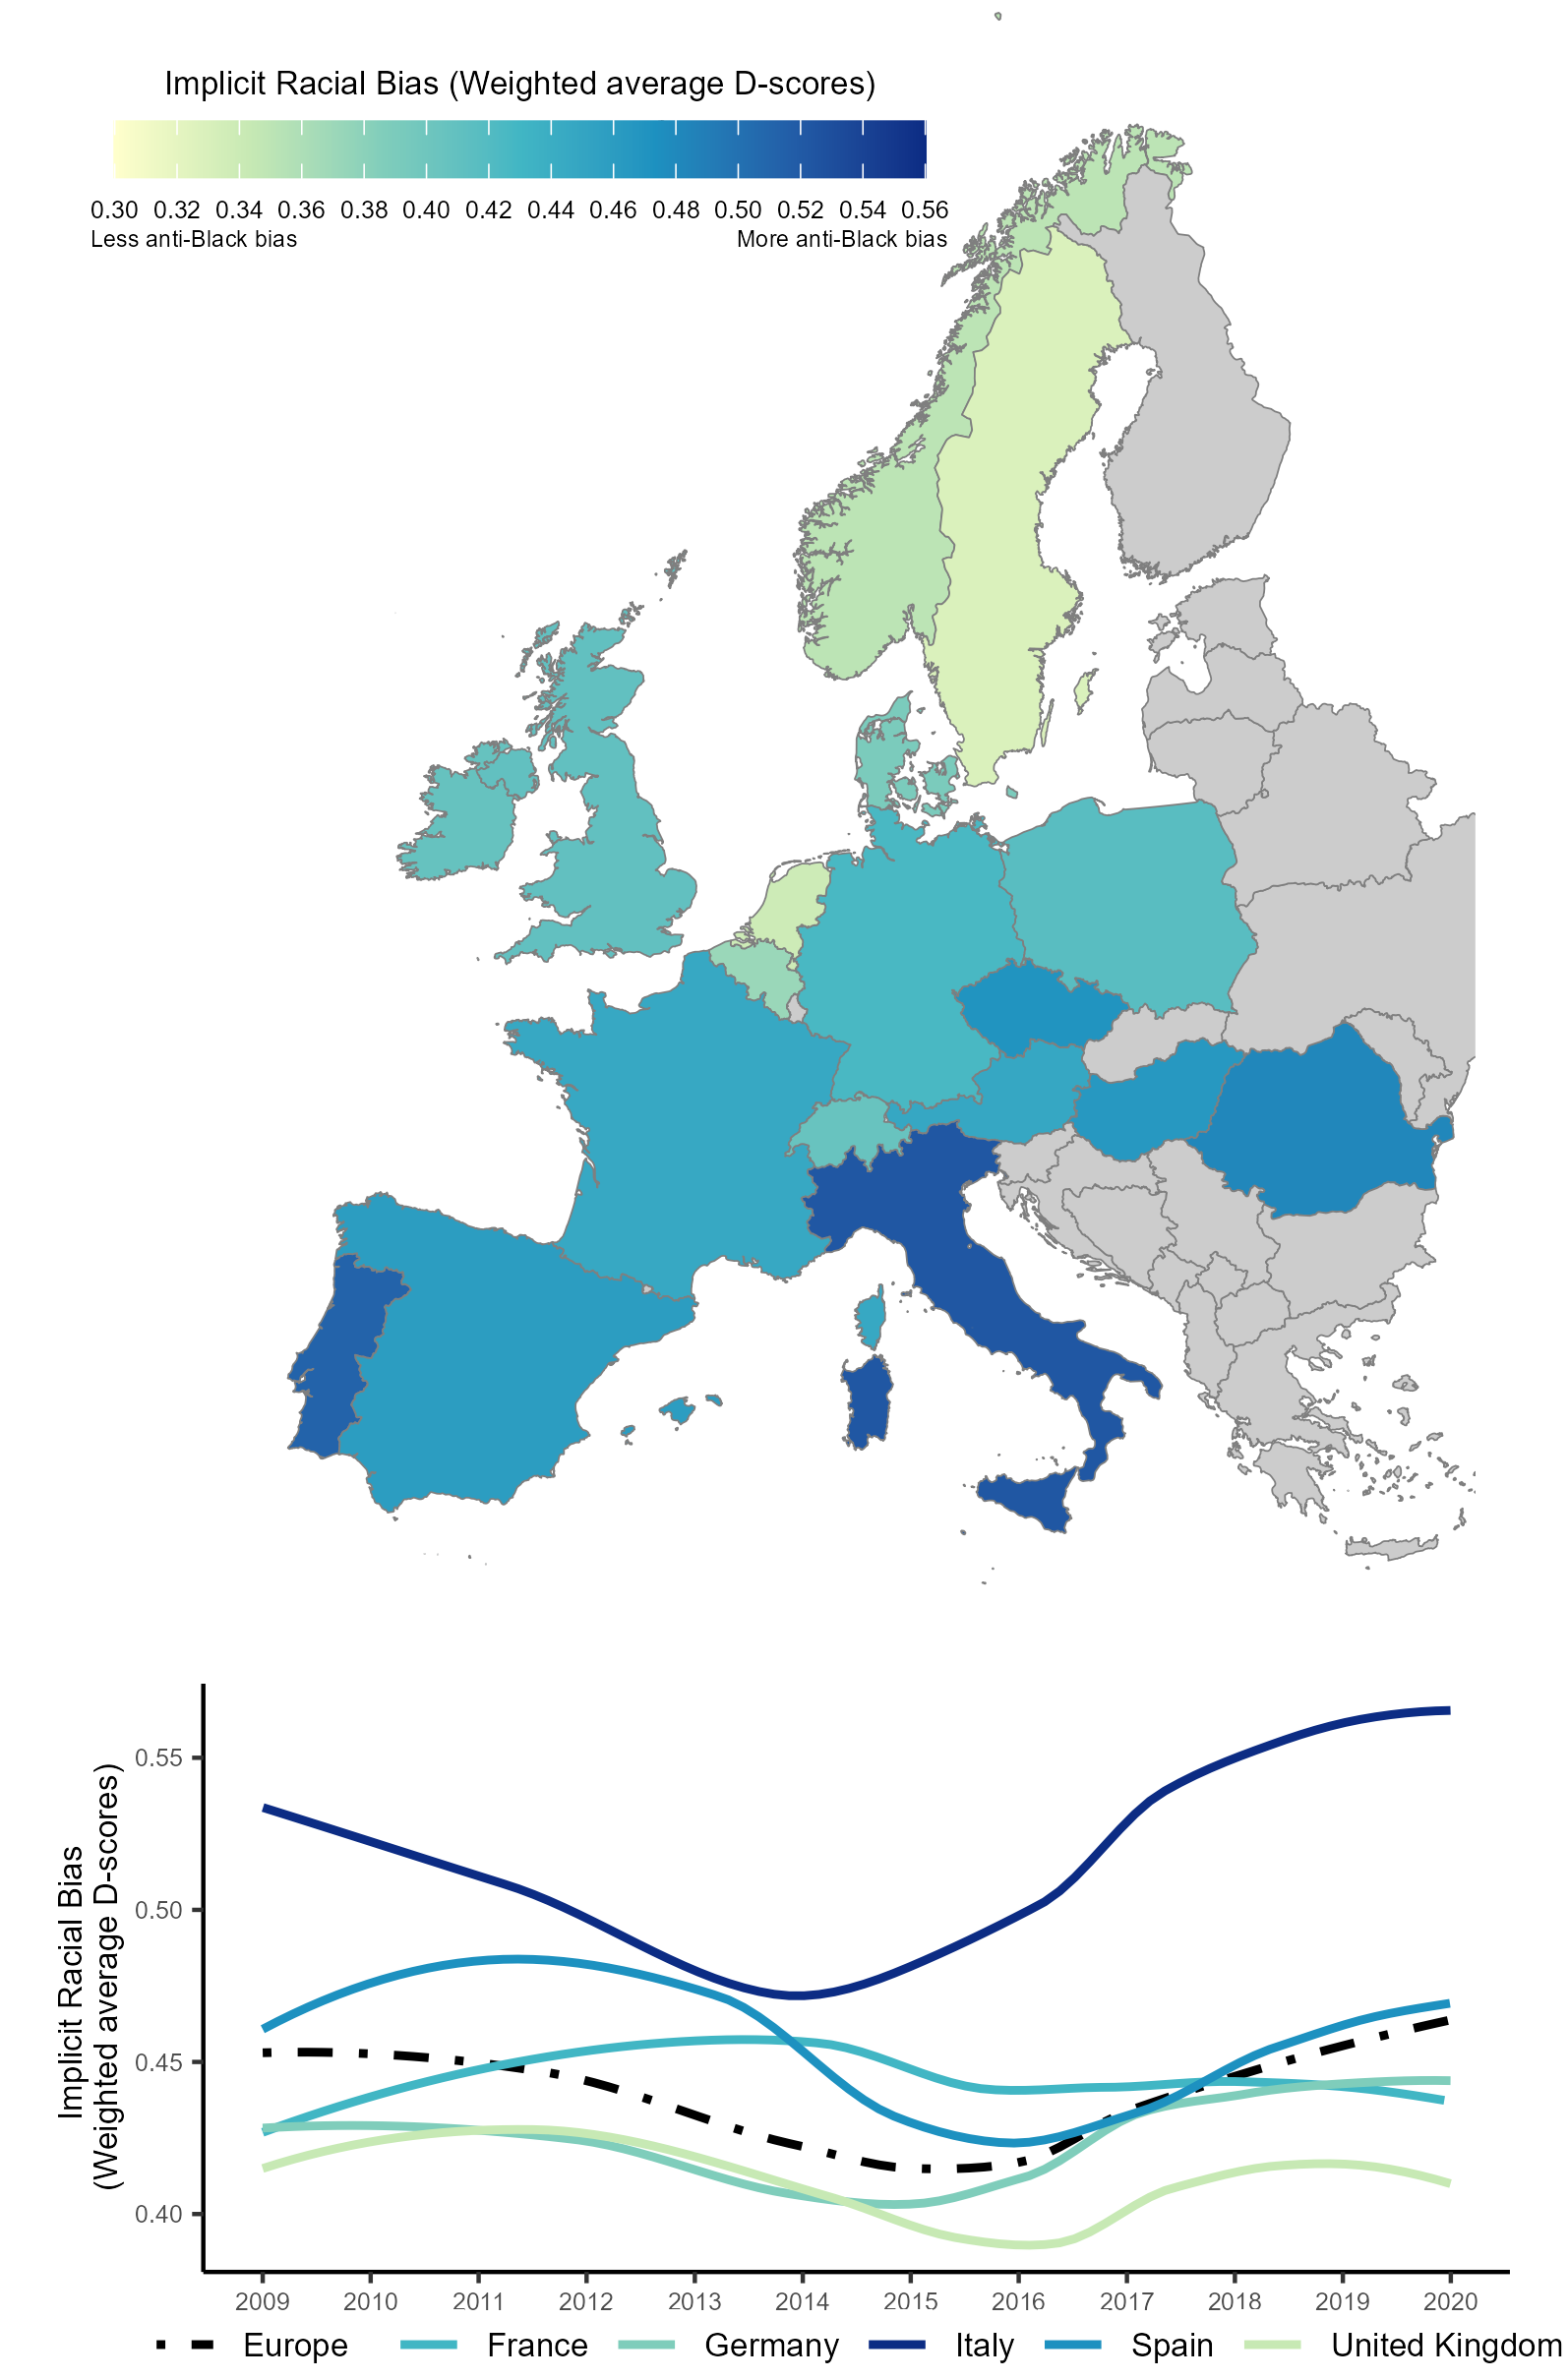 Implicit Racial Bias (Weighted average D-scores)
0.30 0.32 0.34 0.36 0.38 0.40 0.42 0.44 0.46 0.48 0.50 0.52 0.54 0.56
Less anti-Black bias More anti-Black bias
Implicit Racial Bias
(Weighted average D-scores)
0.55
0.50
0.45
0.40
2009 2010 2011 2012 2013 2014 2015 2016 2017 2018 2019 2020
Europe France Germany Italy Spain United Kingdom